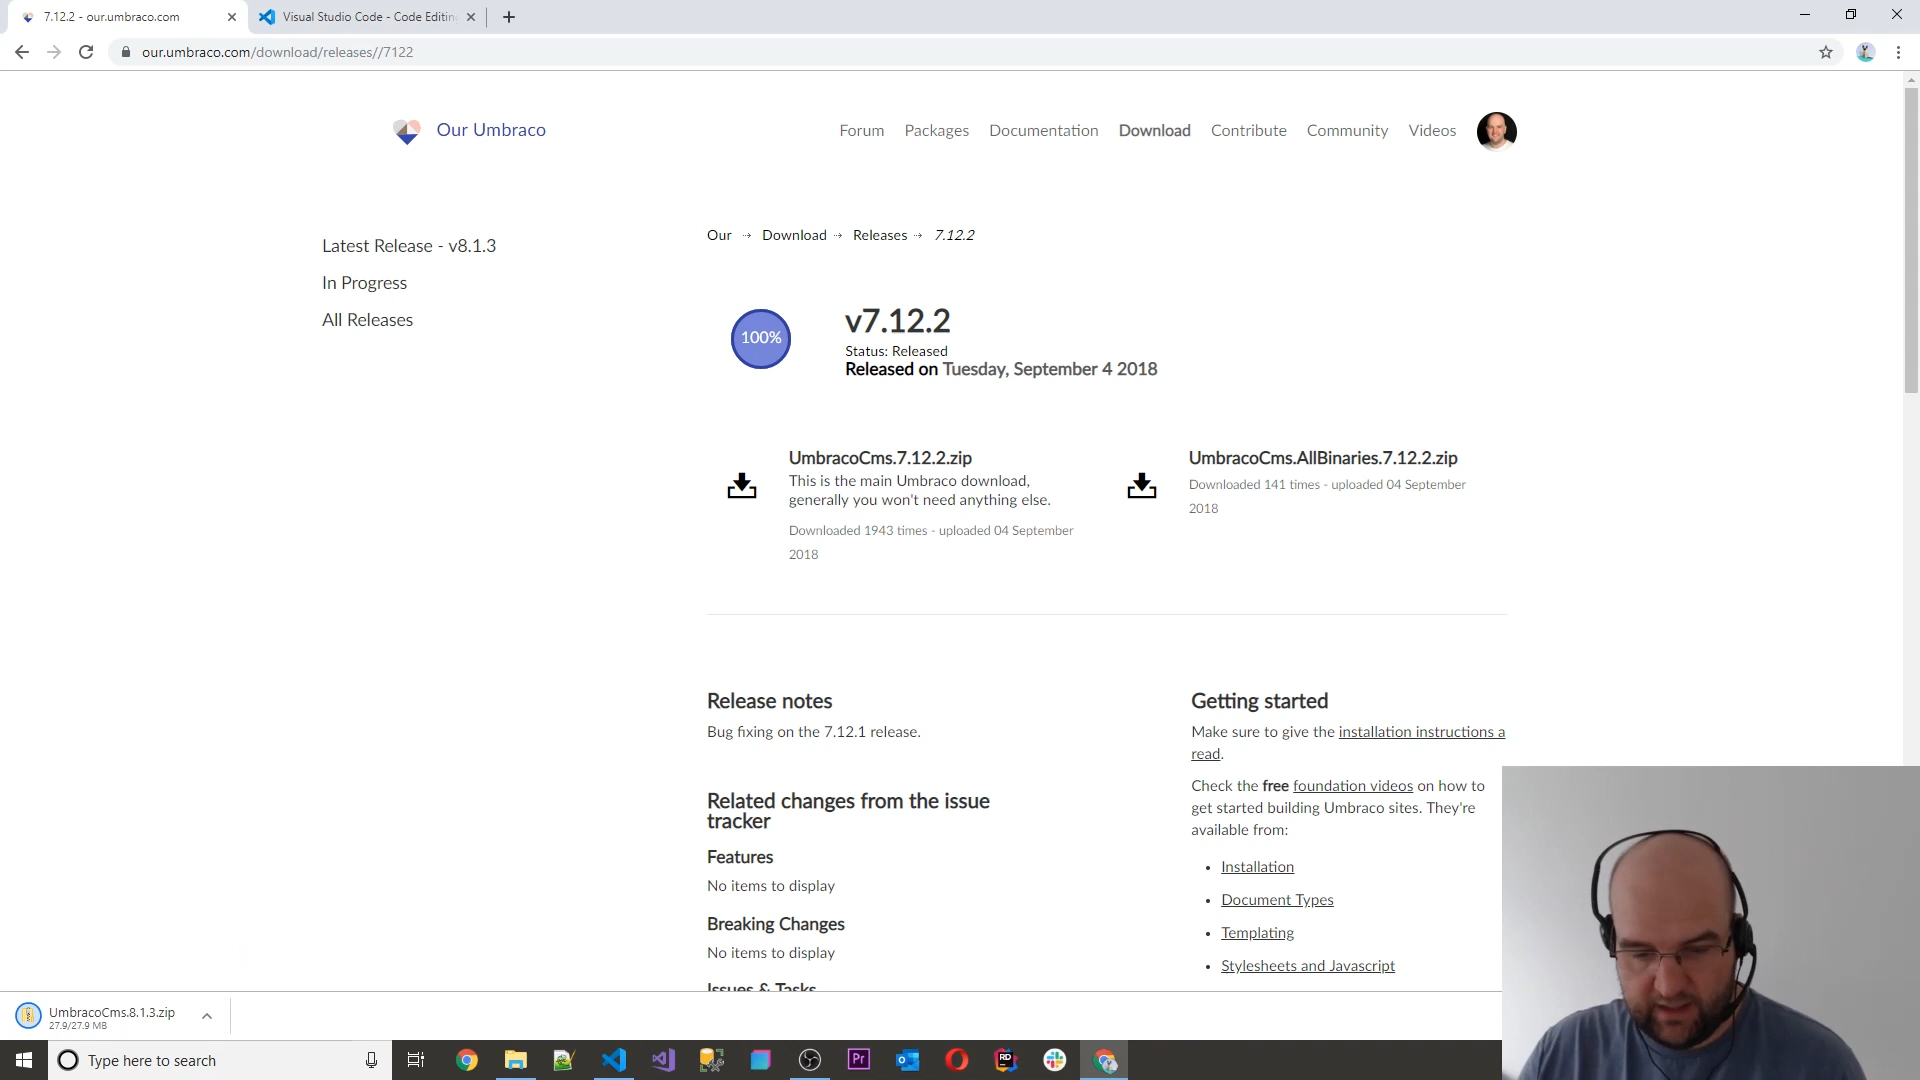 7.12.2 - our.umbraco.com
Visual Studio Code - Code Editin
our.umbraco.com/download/releases//7122
Our Umbraco
Forum Packages Documentation Download Contribute Community Videos
Latest Release - v8.1.3
In Progress
All Releases
Our → Download → Releases → 7.12.2
100%
v7.12.2
Status: Released
Released on Tuesday, September 4 2018
UmbracoCms.7.12.2.zip
This is the main Umbraco download,
generally you won't need anything else.
Downloaded 1943 times - uploaded 04 September
2018
UmbracoCms.AllBinaries.7.12.2.zip
Downloaded 141 times - uploaded 04 September
2018
Release notes
Bug fixing on the 7.12.1 release.
Related changes from the issue
tracker
Features
No items to display
Breaking Changes
No items to display
Issues & Tasks
Getting started
Make sure to give the installation instructions a
read.
Check the free foundation videos on how to
get started building Umbraco sites. They're
available from:
• Installation
• Document Types
• Templating
• Stylesheets and Javascript
UmbracoCms.8.1.3.zip
27.9/27.9 MB
Type here to search
Pr
RD